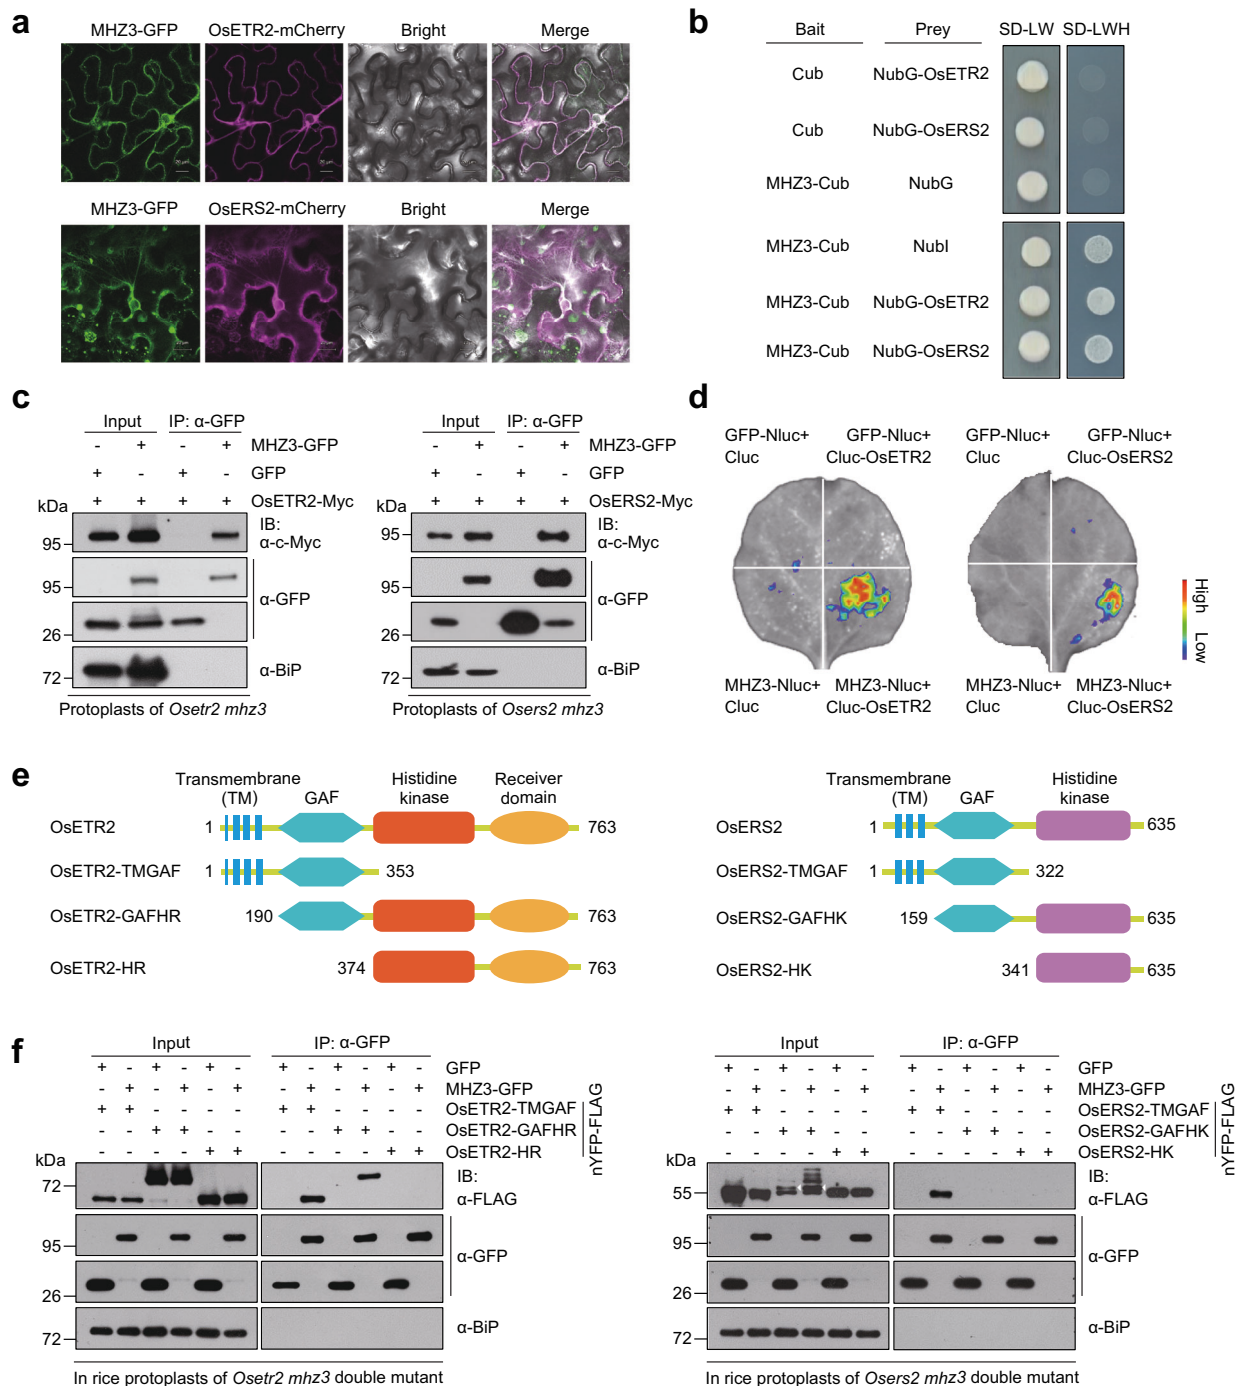 a
MHZ3-GFP OsETR2-mCherry Bright Merge
MHZ3-GFP OsERS2-mCherry Bright Merge
b
Bait Prey SD-LW SD-LWH
Cub NubG-OsETR2
Cub NubG-OsERS2
MHZ3-Cub NubG
MHZ3-Cub NubI
MHZ3-Cub NubG-OsETR2
MHZ3-Cub NubG-OsERS2
c
Input IP: α-GFP
- + - + MHZ3-GFP
+ - + - GFP
+ + + + OsETR2-Myc
kDa
IB:
α-c-Myc
95
95
α-GFP
26
72
α-BiP
Protoplasts of Osetr2 mhz3
Input IP: α-GFP
- + - + MHZ3-GFP
+ - + - GFP
+ + + + OsERS2-Myc
kDa
IB:
α-c-Myc
95
95
α-GFP
26
72
α-BiP
Protoplasts of Osers2 mhz3
d
GFP-Nluc+
Cluc
GFP-Nluc+
Cluc-OsETR2
MHZ3-Nluc+
Cluc
MHZ3-Nluc+
Cluc-OsETR2
GFP-Nluc+
Cluc
GFP-Nluc+
Cluc-OsERS2
MHZ3-Nluc+
Cluc
MHZ3-Nluc+
Cluc-OsERS2
High
Low
e
Transmembrane
(TM)
GAF
Histidine
kinase
Receiver
domain
OsETR2 1 763
OsETR2-TMGAF 1 353
OsETR2-GAFHR 190 763
OsETR2-HR 374 763
Transmembrane
(TM)
GAF
Histidine
kinase
OsERS2 1 635
OsERS2-TMGAF 1 322
OsERS2-GAFHK 159 635
OsERS2-HK 341 635
f
Input IP: α-GFP
+ - + - + - + - + - + - GFP
- + - + - + - + - + - + MHZ3-GFP
+ + - - - - + + - - - - OsETR2-TMGAF
- - + + - - - - + + - - OsETR2-GAFHR
- - - - + + - - - - + + OsETR2-HR
nYFP-FLAG
kDa
IB:
α-FLAG
72
95
α-GFP
26
72
α-BiP
In rice protoplasts of Osetr2 mhz3 double mutant
Input IP: α-GFP
+ - + - + - + - + - + - GFP
- + - + - + - + - + - + MHZ3-GFP
+ + - - - - + + - - - - OsERS2-TMGAF
- - + + - - - - + + - - OsERS2-GAFHK
- - - - + + - - - - + + OsERS2-HK
nYFP-FLAG
kDa
IB:
α-FLAG
55
95
α-GFP
26
72
α-BiP
In rice protoplasts of Osers2 mhz3 double mutant